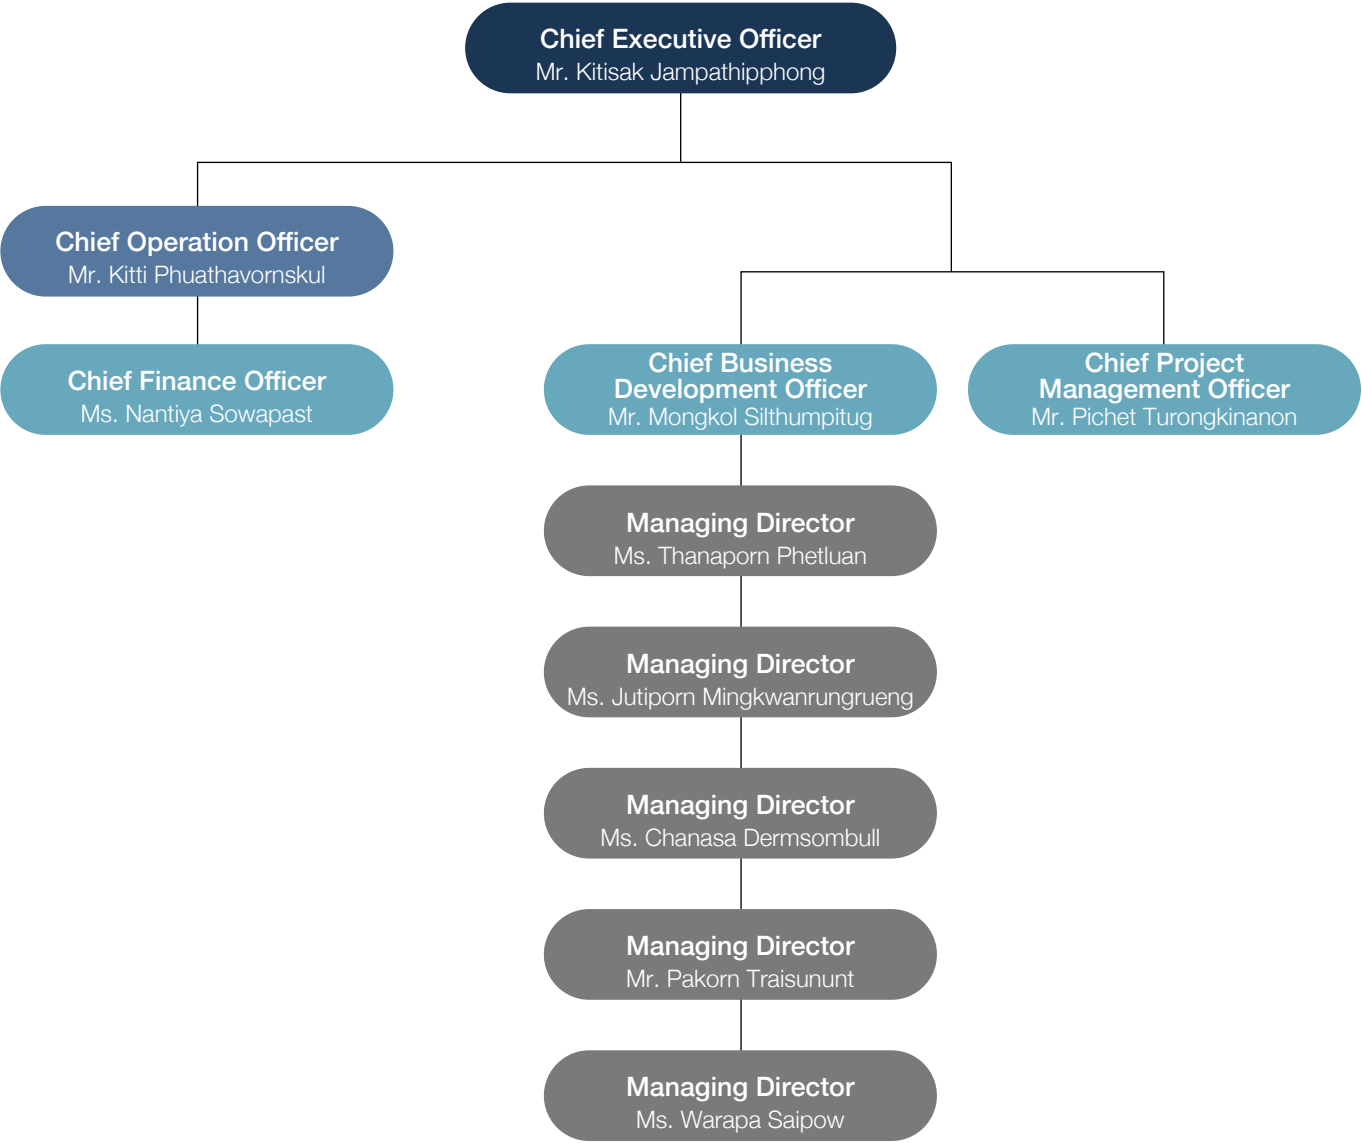 Chief Executive Officer
Mr. Kitisak Jampathipphong
Chief Operation Officer
Mr. Kitti Phuathavornskul
Chief Finance Officer
Ms. Nantiya Sowapast
Chief Business
Development Officer
Mr. Mongkol Silthumpitug
Chief Project
Management Officer
Mr. Pichet Turongkinanon
Managing Director
Ms. Thanaporn Phetluan
Managing Director
Ms. Jutiporn Mingkwanrungrueng
Managing Director
Ms. Chanasa Dermsombull
Managing Director
Mr. Pakorn Traisununt
Managing Director
Ms. Warapa Saipow